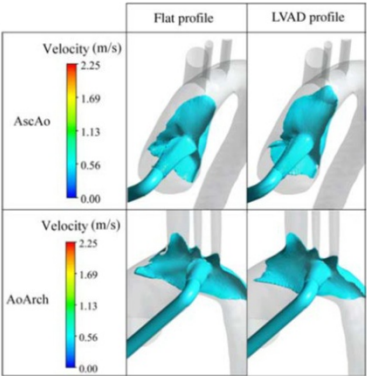 Flat profile LVAD profile
Velocity (m/s)
2.25
1.69
AscAo
1.13
0.56
0.00
Velocity (m/s)
2.25
1.69
AoArch
1.13
0.56
0.00